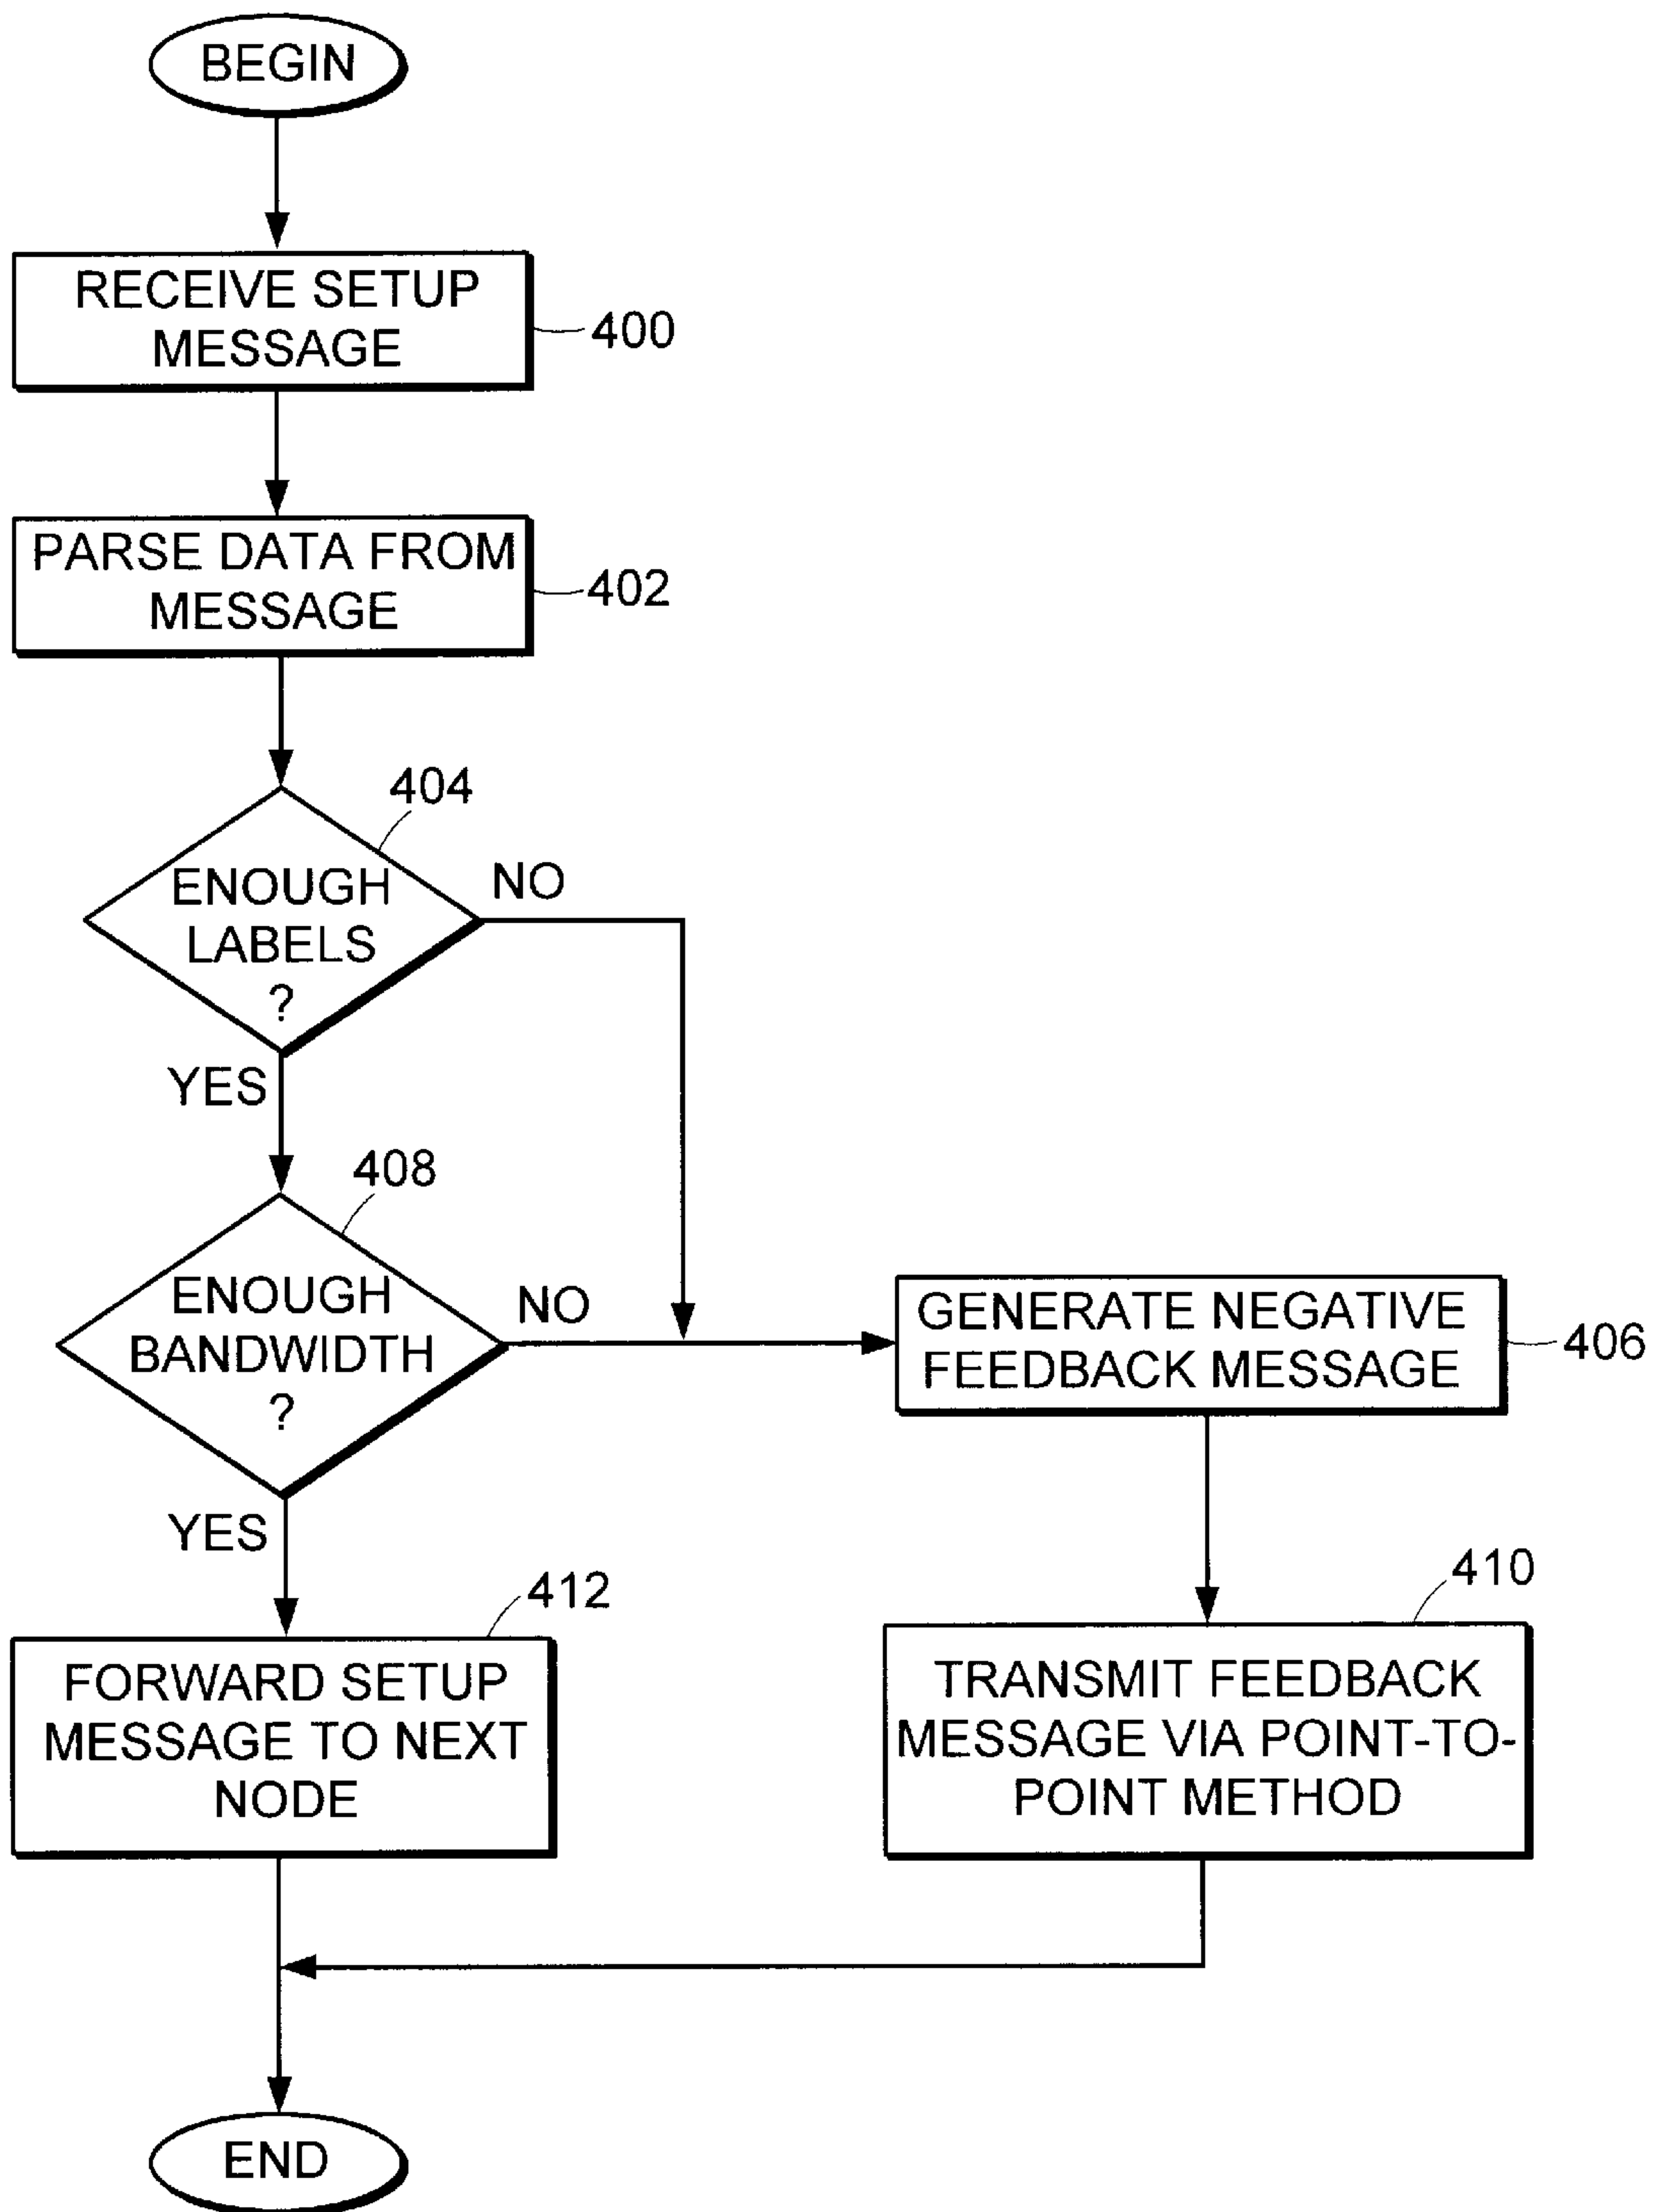 BEGIN
RECEIVE SETUP
MESSAGE
400
PARSE DATA FROM
MESSAGE
402
404
ENOUGH
LABELS
?
NO
YES
408
ENOUGH
BANDWIDTH
?
NO
GENERATE NEGATIVE
FEEDBACK MESSAGE
406
YES
412
FORWARD SETUP
MESSAGE TO NEXT
NODE
410
TRANSMIT FEEDBACK
MESSAGE VIA POINT-TO-
POINT METHOD
END